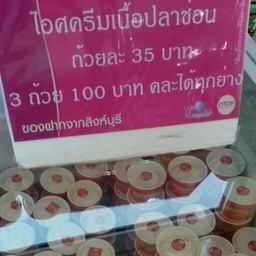 ไอศครีมเนื้อปลาช่อน
ถ้วยละ 35 บาท
3 ถ้วย 100 บาท คละได้ทุกอย่าง
ของฝากจากสิงห์บุรี